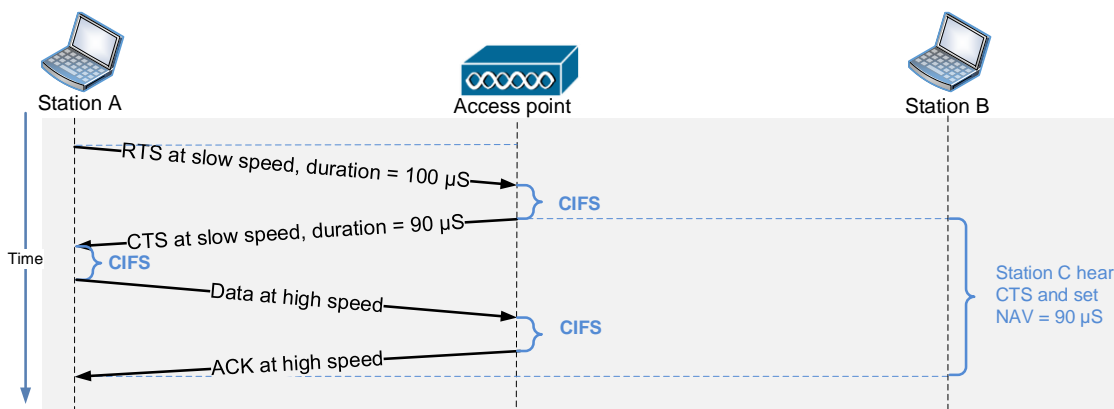 Station A
Access point
Station B
RTS at slow speed, duration = 100 µS
CIFS
CTS at slow speed, duration = 90 µS
Time
CIFS
Station C hear
CTS and set
NAV = 90 µS
Data at high speed
CIFS
ACK at high speed